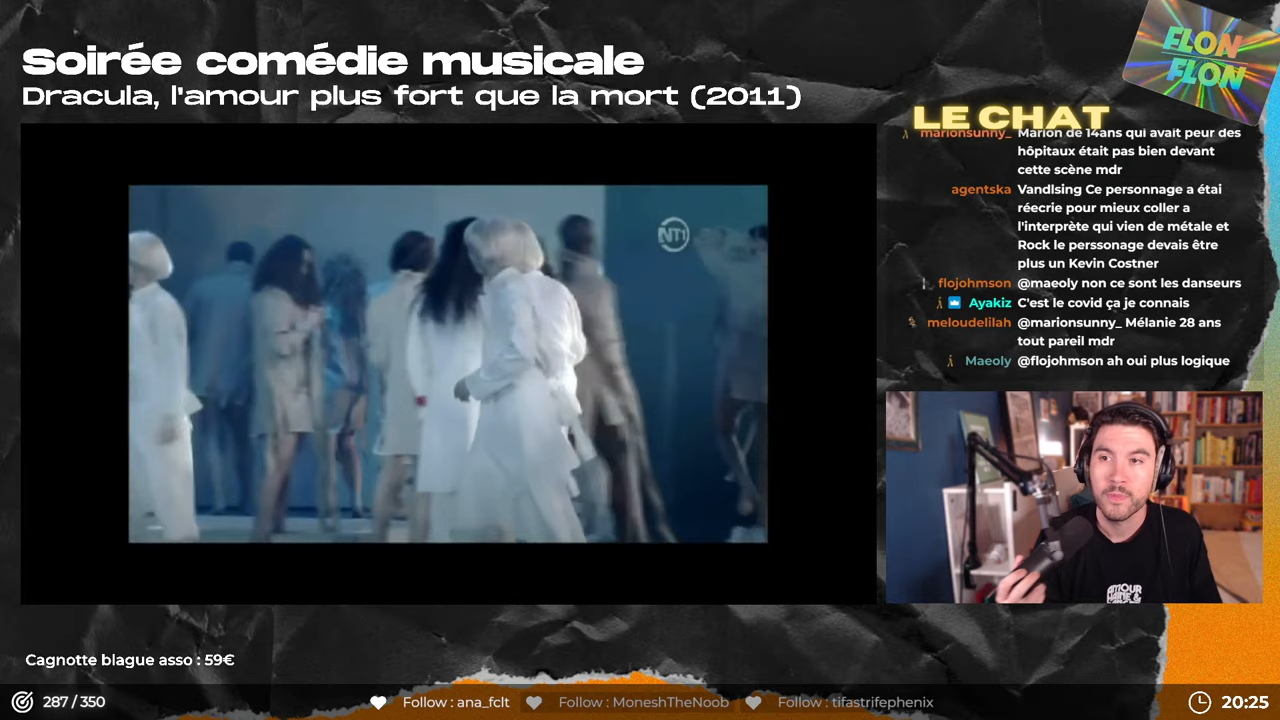 Soirée comédie musicale
Dracula, l'amour plus fort que la mort (2011)
FLON
FLON
LE CHAT
marionsunny_ Marion de 14ans qui avait peur des
hôpitaux était pas bien devant
cette scène mdr
agentska Vandlsing Ce personnage a étai
réecrie pour mieux coller a
l'interprète qui vien de métale et
Rock le perssonage devais être
plus un Kevin Costner
flojohmson @maeoly non ce sont les danseurs
Ayakiz C'est le covid ça je connais
meloudelilah @marionsunny_ Mélanie 28 ans
tout pareil mdr
Maeoly @flojohmson ah oui plus logique
NT1
AMOUR
HAINE &
Cagnotte blague asso : 59€
287 / 350
Follow : ana_fclt
Follow : MoneshTheNoob
Follow : tifastrifephenix
20:25